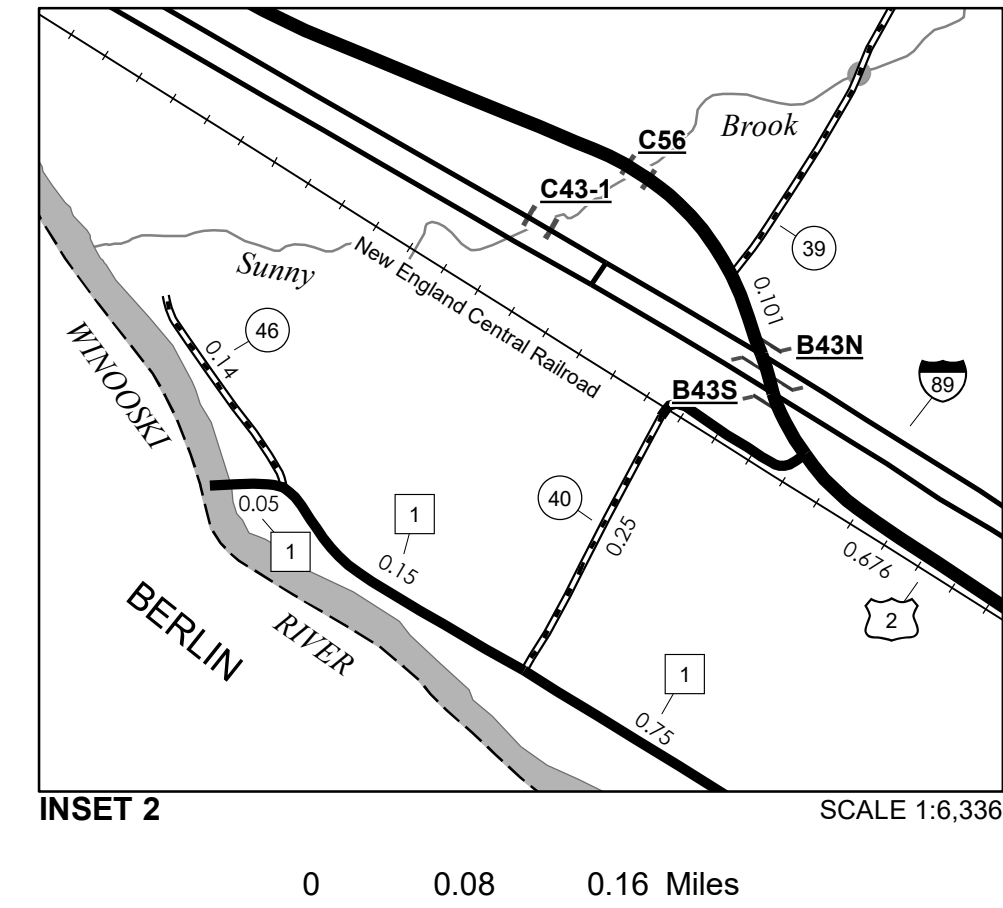 C56
Brook
C43-1
39
Sunny
New England Central Railroad
0.101
46
0.14
WINOOSKI
B43N
B43S
89
40
0.25
0.05
1
1
0.15
0.676
2
BERLIN
RIVER
1
0.75
INSET 2
SCALE 1:6,336
0 0.08 0.16 Miles